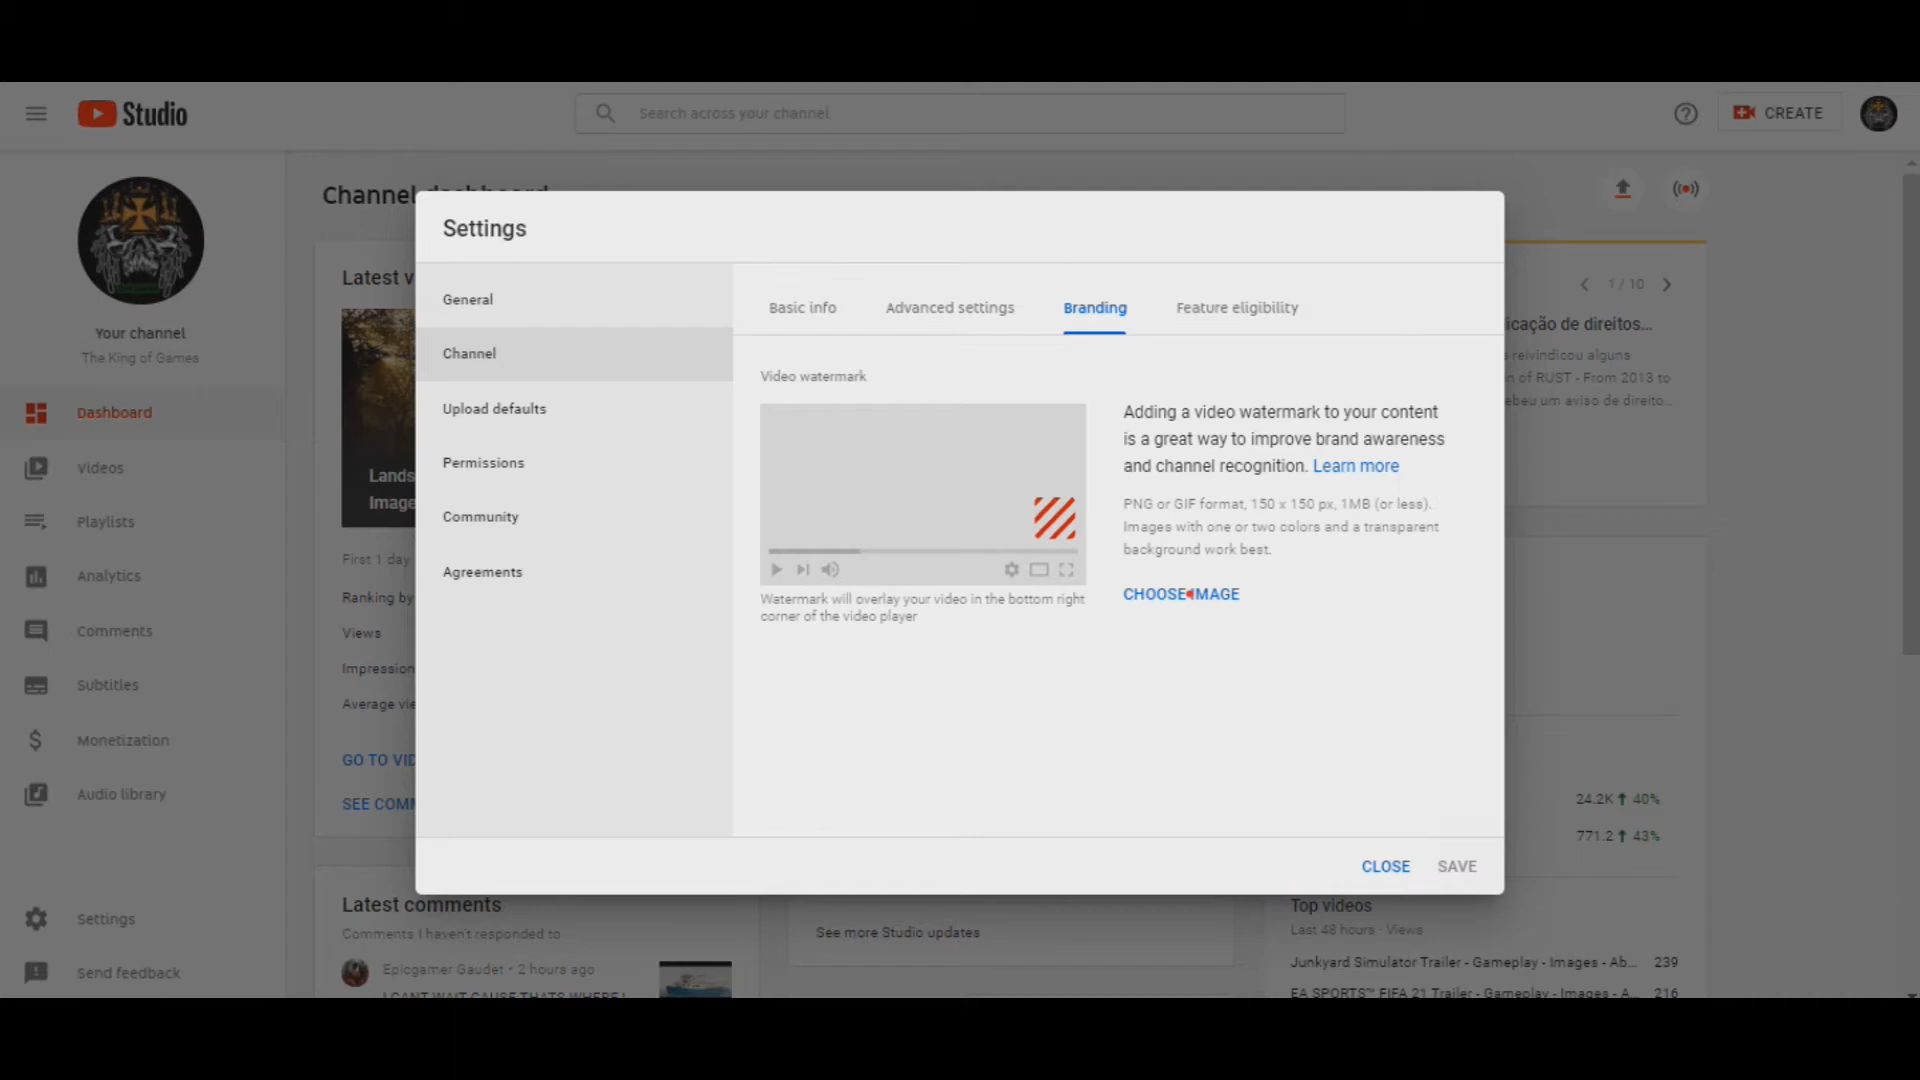 Studio
Search across your channel
CREATE
Your channel
The King of Games
Dashboard
Videos
Playlists
Analytics
Comments
Subtitles
Monetization
Audio library
Settings
Send feedback
Channel dashboard
Latest v
Lands
Image
First 1 day
Ranking by
Views
Impression
Average vie
GO TO VID
SEE COMM
Settings
General
Channel
Upload defaults
Permissions
Community
Agreements
Basic info
Advanced settings
Branding
Feature eligibility
Video watermark
Watermark will overlay your video in the bottom right
corner of the video player
Adding a video watermark to your content
is a great way to improve brand awareness
and channel recognition. Learn more
PNG or GIF format, 150 x 150 px, 1MB (or less).
Images with one or two colors and a transparent
background work best.
CHOOSE IMAGE
CLOSE
SAVE
1 / 10
icação de direitos...
reivindicou alguns
n of RUST - From 2013 to
ebeu um aviso de direito...
24.2K 40%
771.2 43%
Latest comments
Comments I haven't responded to
Epicgamer Gaudet • 2 hours ago
I CANT WAIT CAUSE THATS WHERE I
See more Studio updates
Top videos
Last 48 hours · Views
Junkyard Simulator Trailer - Gameplay - Images - Ab... 239
EA SPORTS™ FIFA 21 Trailer - Gameplay - Images - A... 216